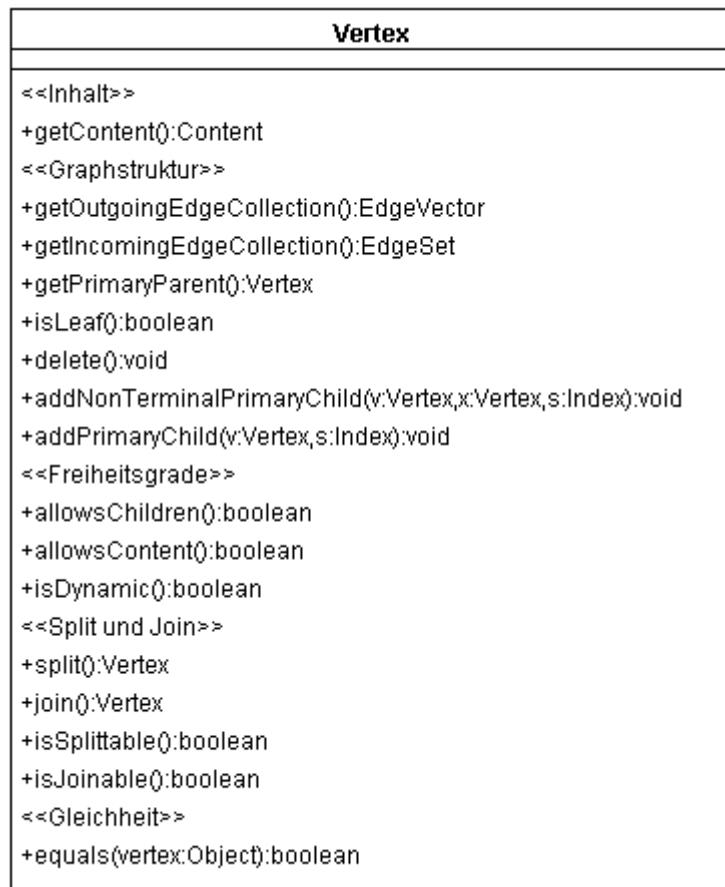 Vertex
<<Inhalt>>
+getContent():Content
<<Graphstruktur>>
+getOutgoingEdgeCollection():EdgeVector
+getIncomingEdgeCollection():EdgeSet
+getPrimaryParent():Vertex
+isLeaf():boolean
+delete():void
+addNonTerminalPrimaryChild(v:Vertex,x:Vertex,s:Index):void
+addPrimaryChild(v:Vertex,s:Index):void
<<Freiheitsgrade>>
+allowsChildren():boolean
+allowsContent():boolean
+isDynamic():boolean
<<Split und Join>>
+split():Vertex
+join():Vertex
+isSplittable():boolean
+isJoinable():boolean
<<Gleichheit>>
+equals(vertex:Object):boolean